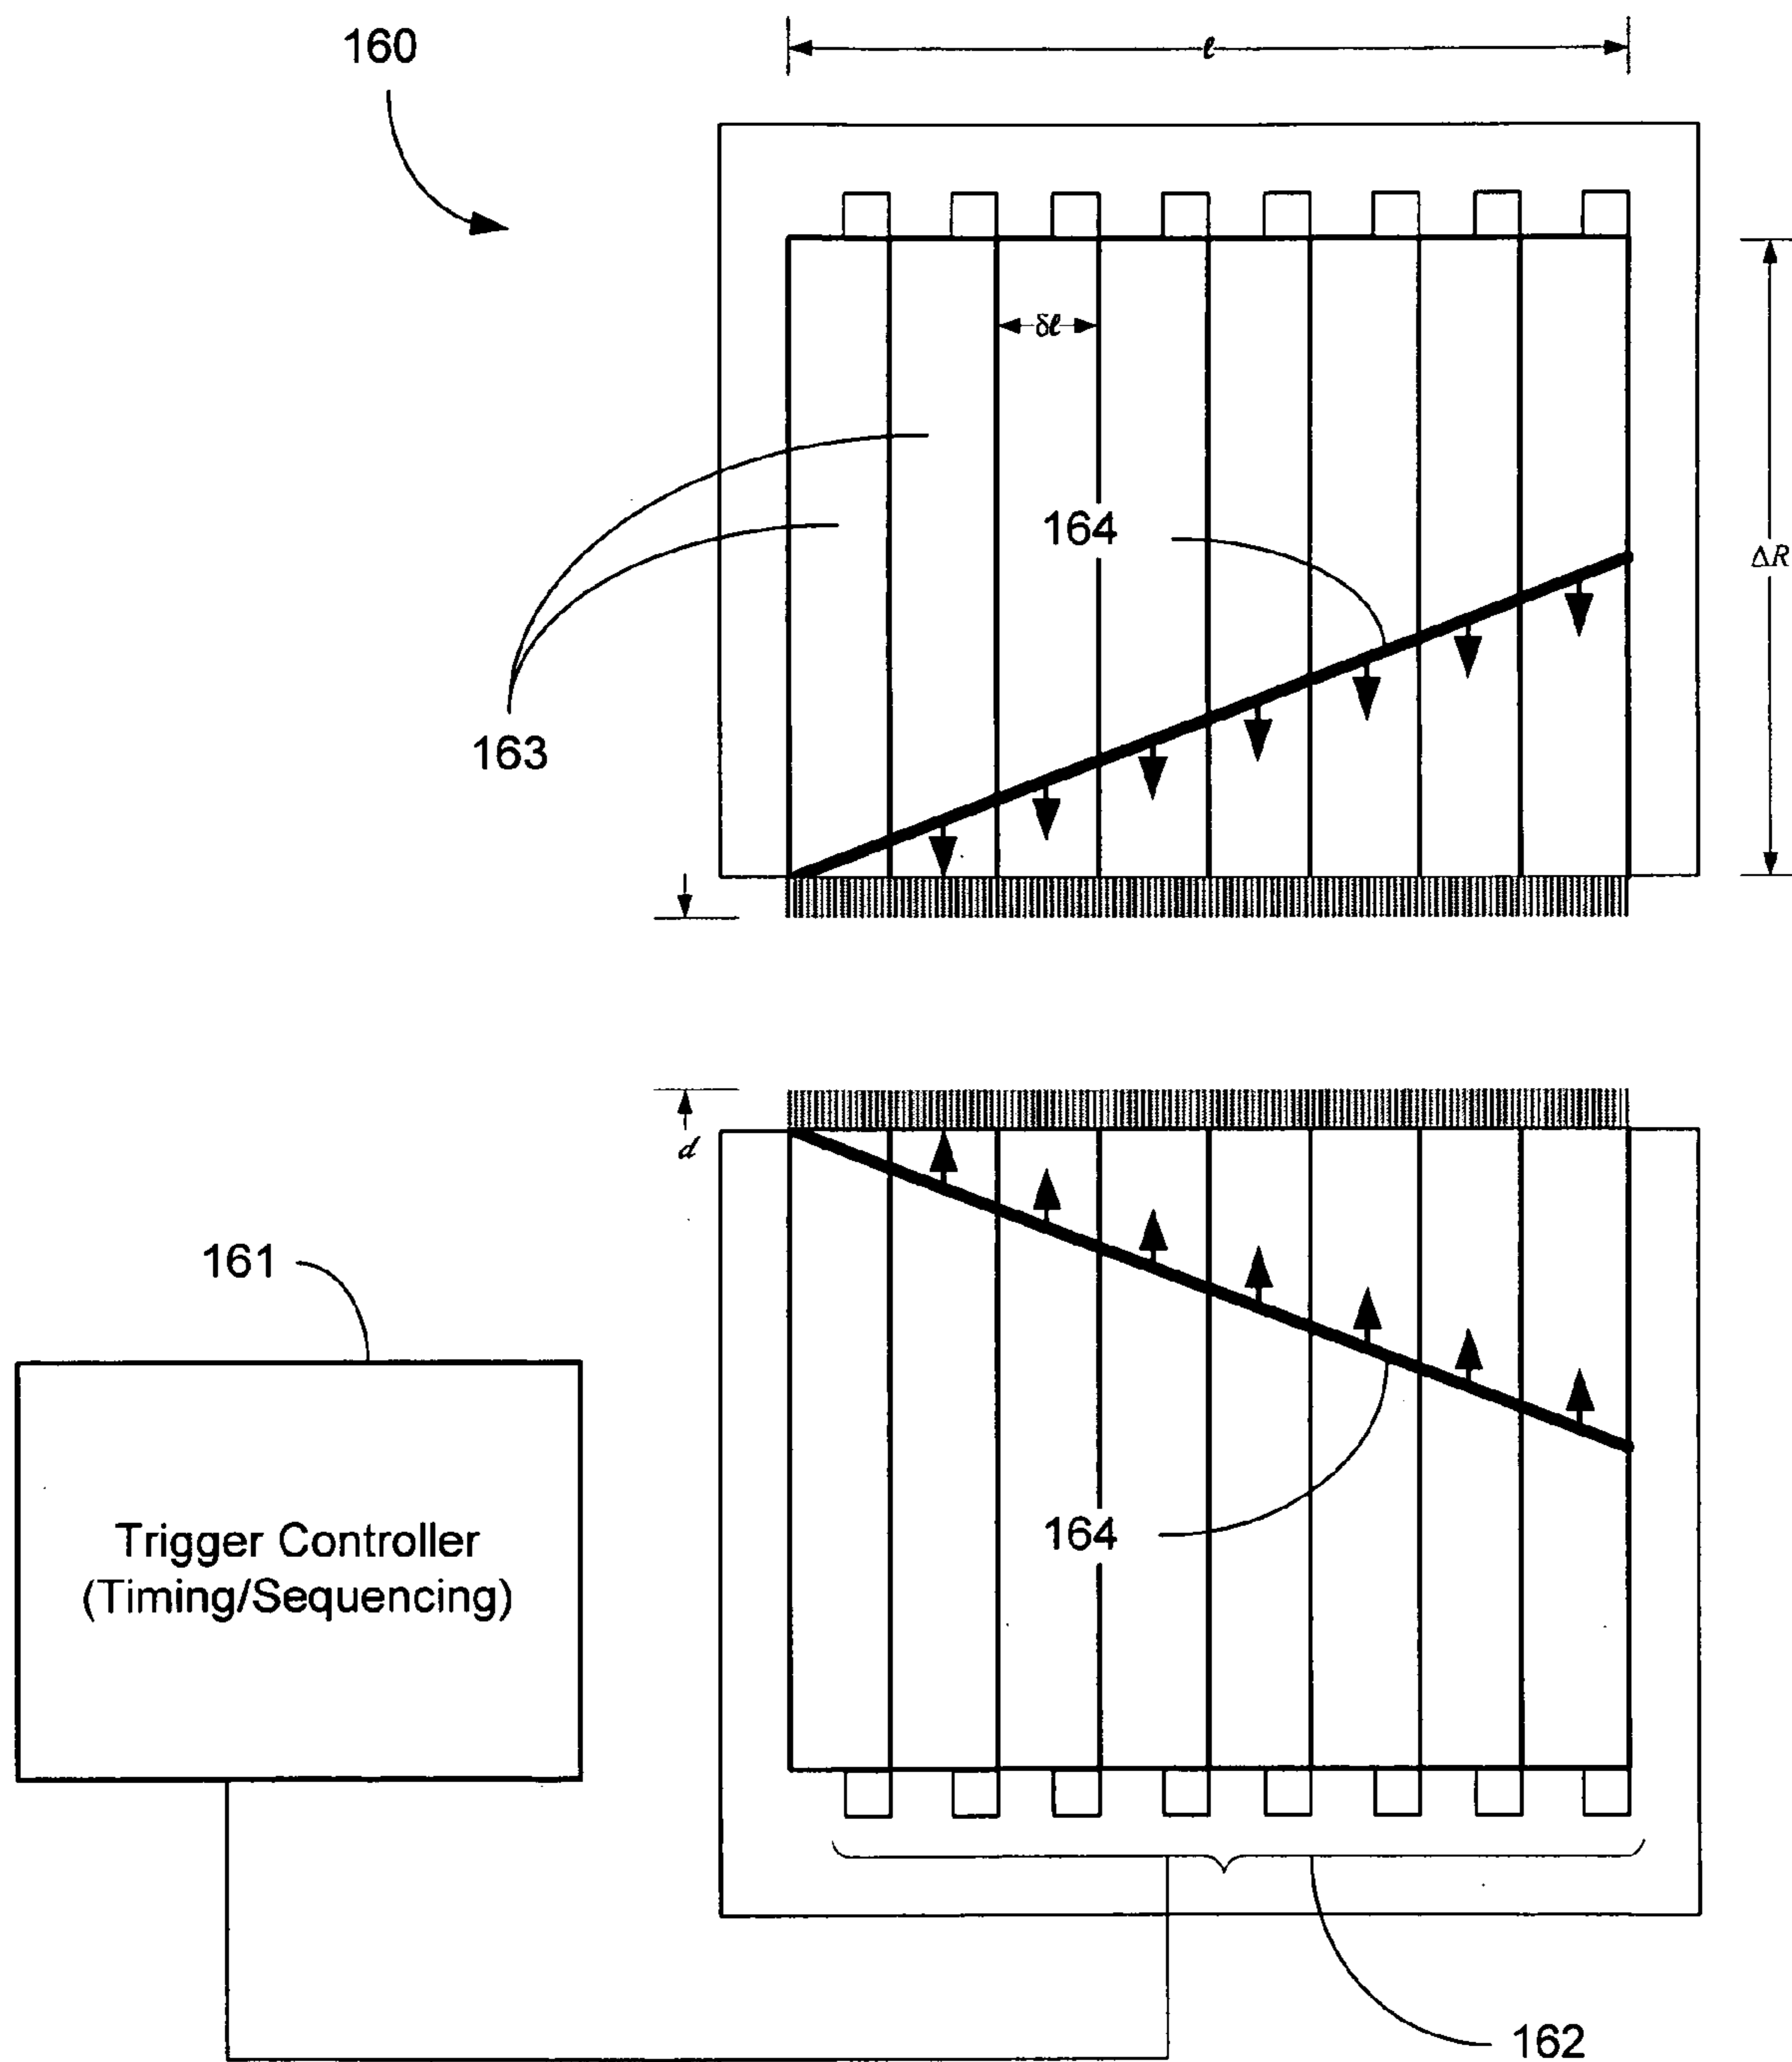 160
ℓ
δℓ
164
ΔR
163
d
161
Trigger Controller
(Timing/Sequencing)
164
162